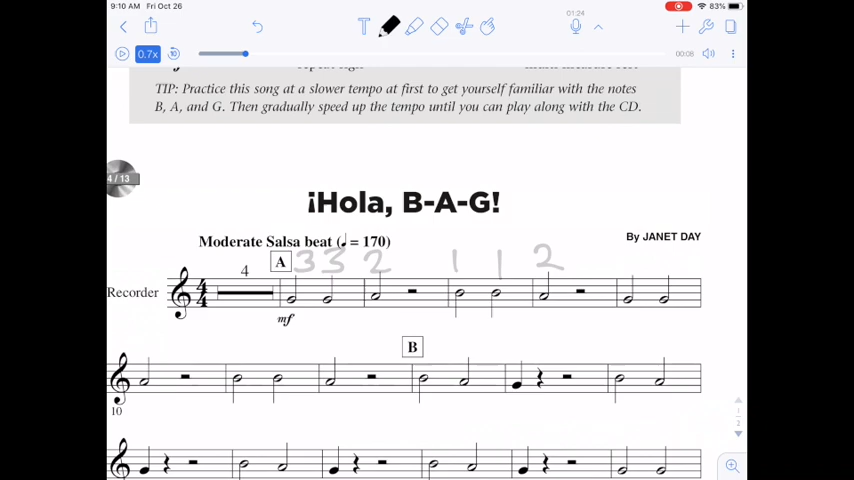 9:10 AM Fri Oct 26
83%
01:24
T
0.7x
10
00:08
TIP: Practice this song at a slower tempo at first to get yourself familiar with the notes
B, A, and G. Then gradually speed up the tempo until you can play along with the CD.
4 / 13
¡Hola, B-A-G!
Moderate Salsa beat (♩ = 170)
By JANET DAY
A 3 3 2 1 1 2
4
Recorder
mf
B
10
1
2